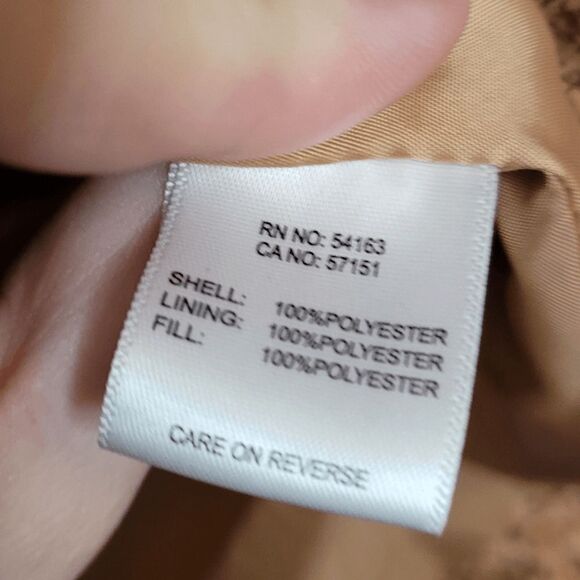 RN NO: 54163
CA NO: 57151
SHELL: 100%POLYESTER
LINING: 100%POLYESTER
FILL: 100%POLYESTER
CARE ON REVERSE